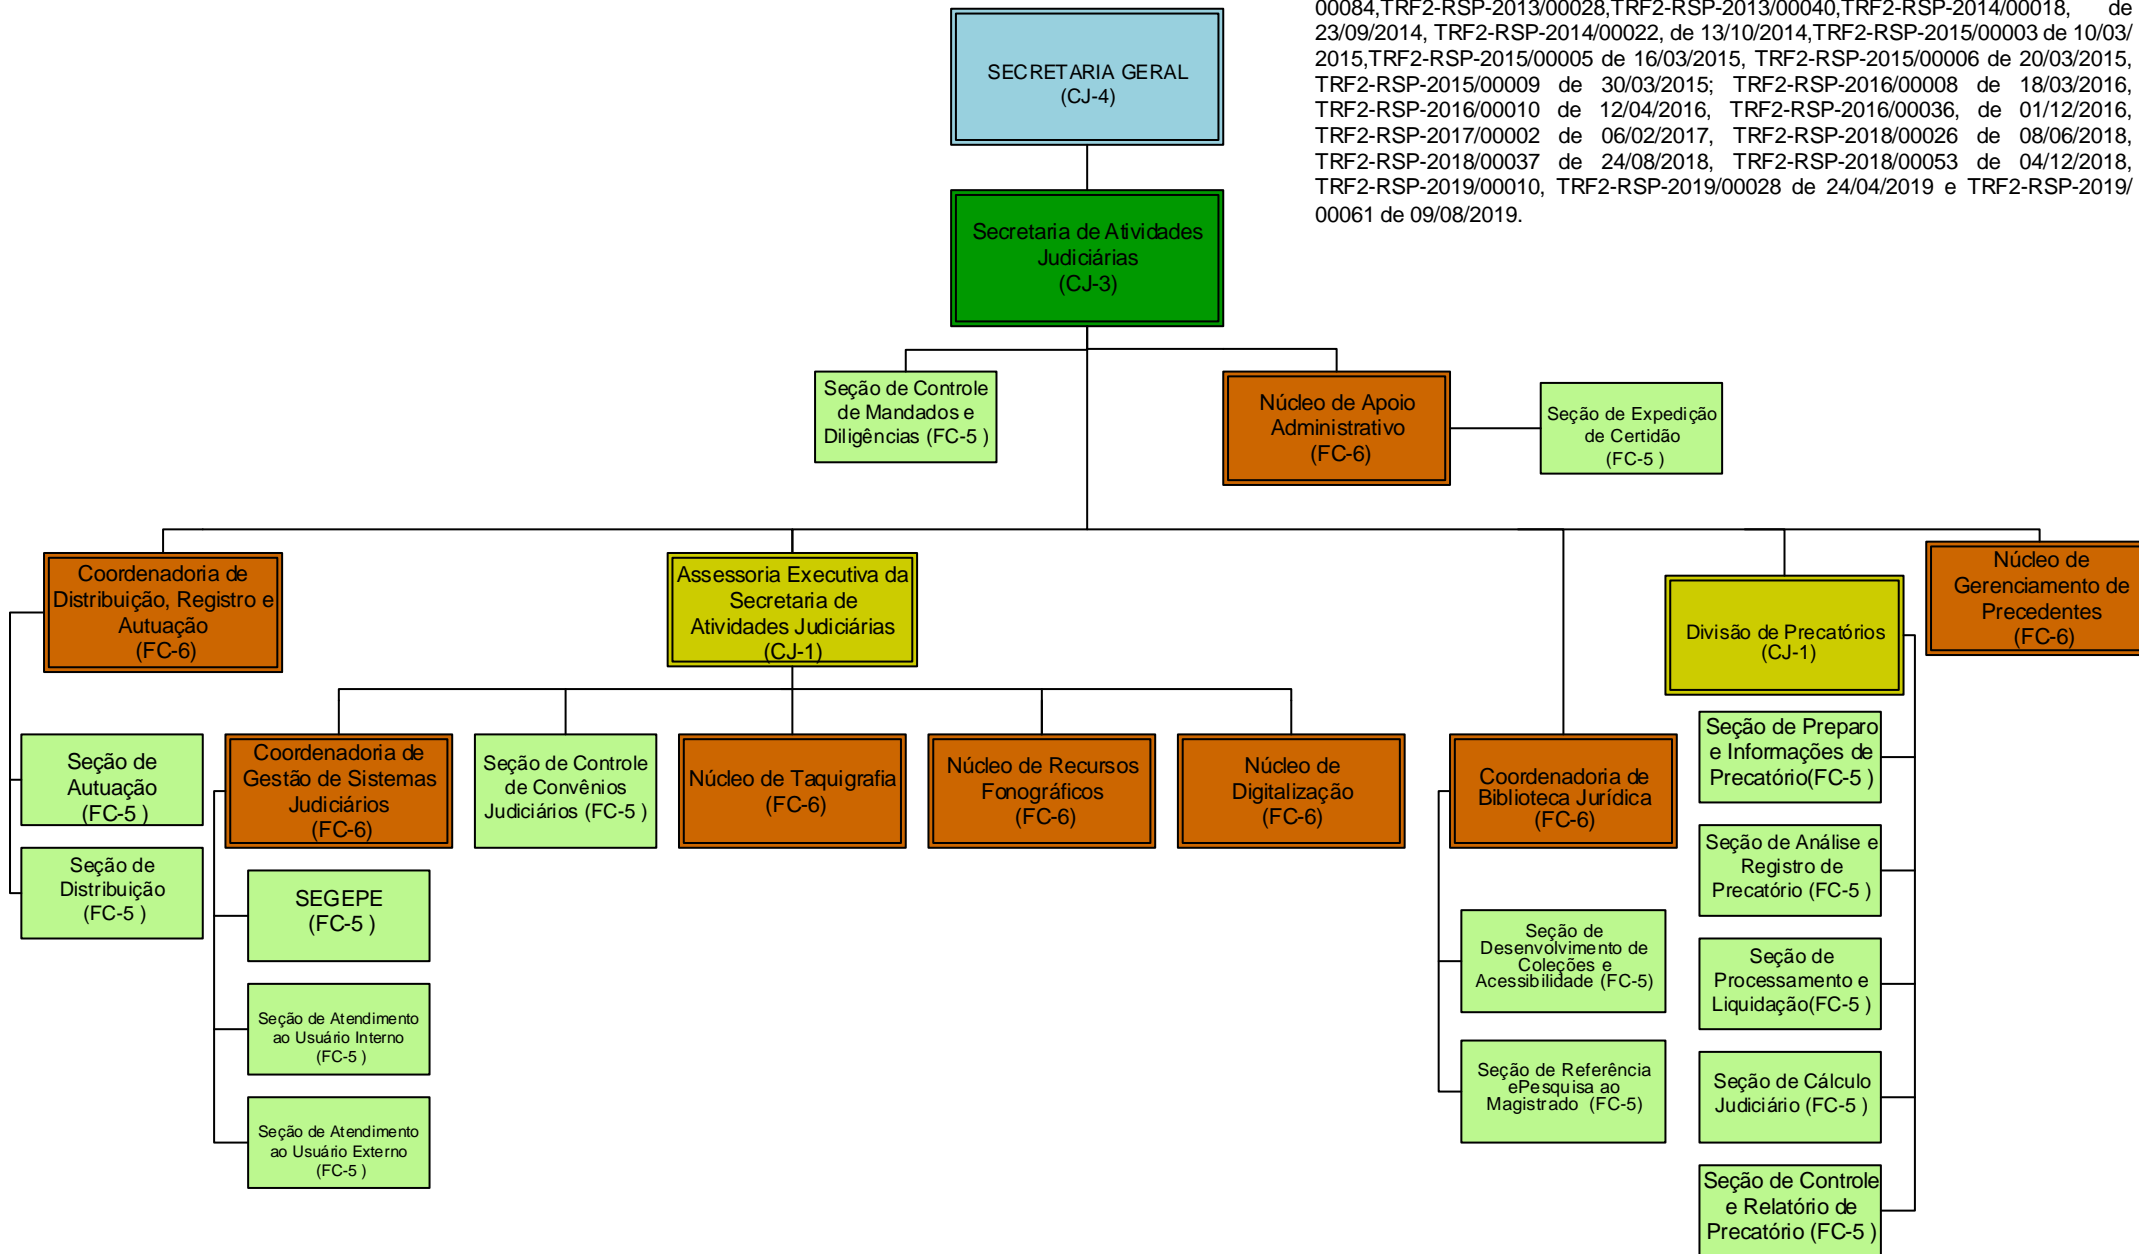 00084,TRF2-RSP-2013/00028,TRF2-RSP-2013/00040,TRF2-RSP-2014/00018, de
23/09/2014, TRF2-RSP-2014/00022, de 13/10/2014,TRF2-RSP-2015/00003 de 10/03/
2015,TRF2-RSP-2015/00005 de 16/03/2015, TRF2-RSP-2015/00006 de 20/03/2015,
TRF2-RSP-2015/00009 de 30/03/2015; TRF2-RSP-2016/00008 de 18/03/2016,
TRF2-RSP-2016/00010 de 12/04/2016, TRF2-RSP-2016/00036, de 01/12/2016,
TRF2-RSP-2017/00002 de 06/02/2017, TRF2-RSP-2018/00026 de 08/06/2018,
TRF2-RSP-2018/00037 de 24/08/2018, TRF2-RSP-2018/00053 de 04/12/2018,
TRF2-RSP-2019/00010, TRF2-RSP-2019/00028 de 24/04/2019 e TRF2-RSP-2019/
00061 de 09/08/2019.
SECRETARIA GERAL
(CJ-4)
Secretaria de Atividades
Judiciárias
(CJ-3)
Seção de Controle
de Mandados e
Diligências (FC-5 )
Núcleo de Apoio
Administrativo
(FC-6)
Seção de Expedição
de Certidão
(FC-5 )
Coordenadoria de
Distribuição, Registro e
Autuação
(FC-6)
Assessoria Executiva da
Secretaria de
Atividades Judiciárias
(CJ-1)
Divisão de Precatórios
(CJ-1)
Núcleo de
Gerenciamento de
Precedentes
(FC-6)
Seção de
Autuação
(FC-5 )
Seção de
Distribuição
(FC-5 )
Coordenadoria de
Gestão de Sistemas
Judiciários
(FC-6)
Seção de Controle
de Convênios
Judiciários (FC-5 )
Núcleo de Taquigrafia
(FC-6)
Núcleo de Recursos
Fonográficos
(FC-6)
Núcleo de
Digitalização
(FC-6)
Coordenadoria de
Biblioteca Jurídica
(FC-6)
SEGEPE
(FC-5 )
Seção de Atendimento
ao Usuário Interno
(FC-5 )
Seção de Atendimento
ao Usuário Externo
(FC-5 )
Seção de
Desenvolvimento de
Coleções e
Acessibilidade (FC-5)
Seção de Referência
ePesquisa ao
Magistrado (FC-5)
Seção de Preparo
e Informações de
Precatório(FC-5 )
Seção de Análise e
Registro de
Precatório (FC-5 )
Seção de
Processamento e
Liquidação(FC-5 )
Seção de Cálculo
Judiciário (FC-5 )
Seção de Controle
e Relatório de
Precatório (FC-5 )